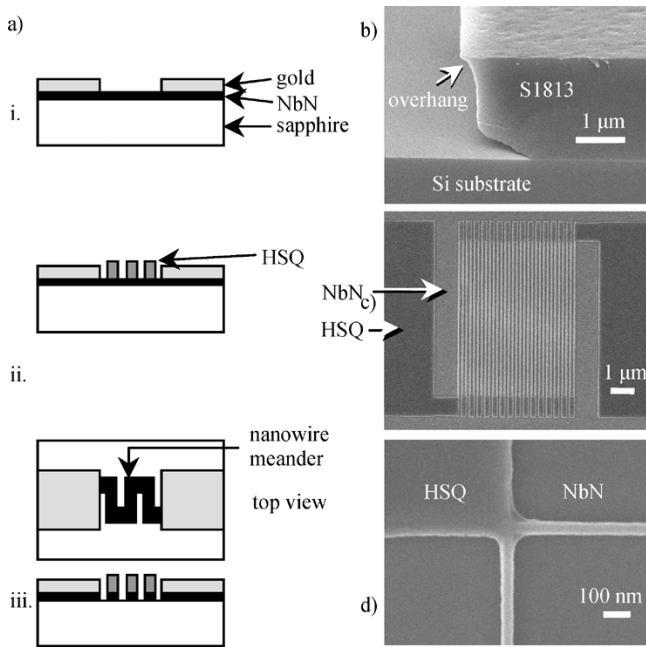 a)
i.
gold
NbN
sapphire
HSQ
ii.
nanowire
meander
top view
iii.
b)
overhang
S1813
1 μm
Si substrate
NbN
c)
HSQ
1 μm
HSQ
NbN
d)
100 nm